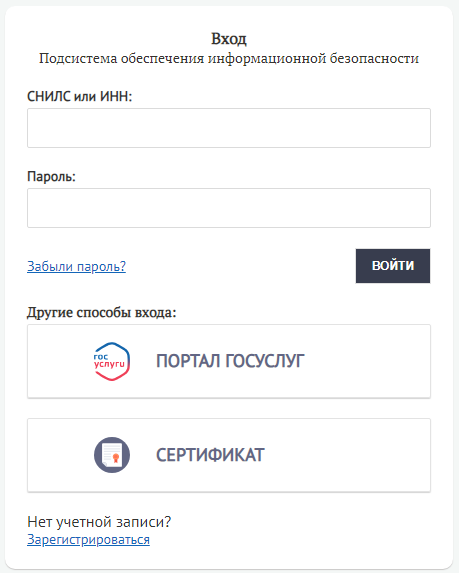 Вход
Подсистема обеспечения информационной безопасности
СНИЛС или ИНН:
Пароль:
Забыли пароль?
ВОЙТИ
Другие способы входа:
гос
услуги
ПОРТАЛ ГОСУСЛУГ
СЕРТИФИКАТ
Нет учетной записи?
Зарегистрироваться